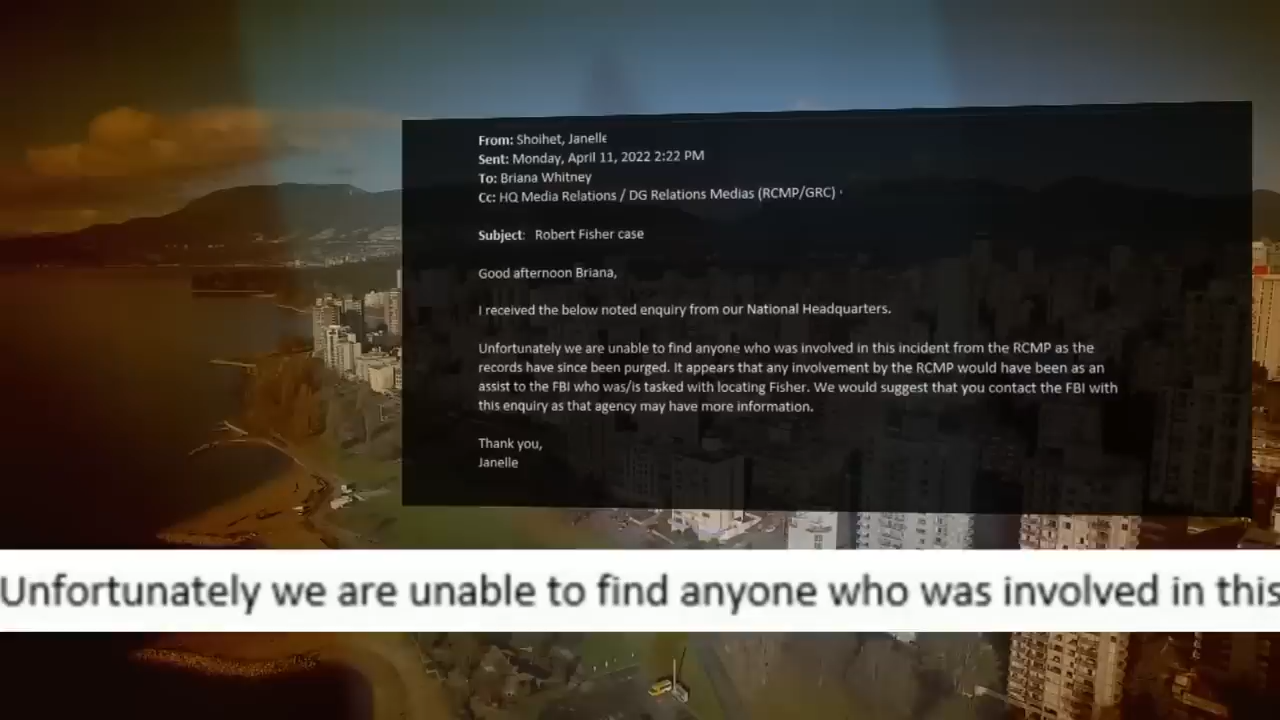 From: Shoihet, Janelle
Sent: Monday, April 11, 2022 2:22 PM
To: Briana Whitney
Cc: HQ Media Relations / DG Relations Medias (RCMP/GRC)
Subject: Robert Fisher case
Good afternoon Briana,
I received the below noted enquiry from our National Headquarters.
Unfortunately we are unable to find anyone who was involved in this incident from the RCMP as the
records have since been purged. It appears that any involvement by the RCMP would have been as an
assist to the FBI who was/is tasked with locating Fisher. We would suggest that you contact the FBI with
this enquiry as that agency may have more information.
Thank you,
Janelle
Unfortunately we are unable to find anyone who was involved in this